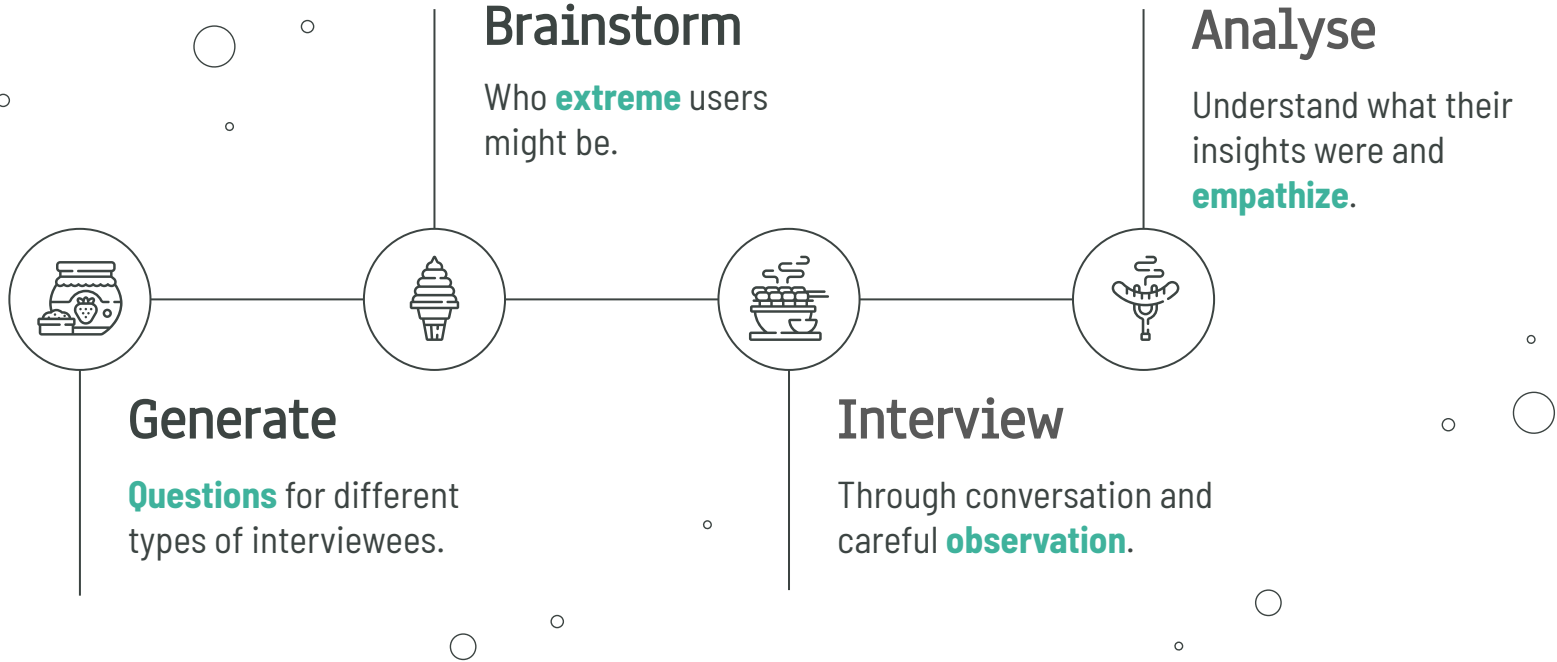 Brainstorm
Who extreme users
might be.
Analyse
Understand what their
insights were and
empathize.
Generate
Questions for different
types of interviewees.
Interview
Through conversation and
careful observation.